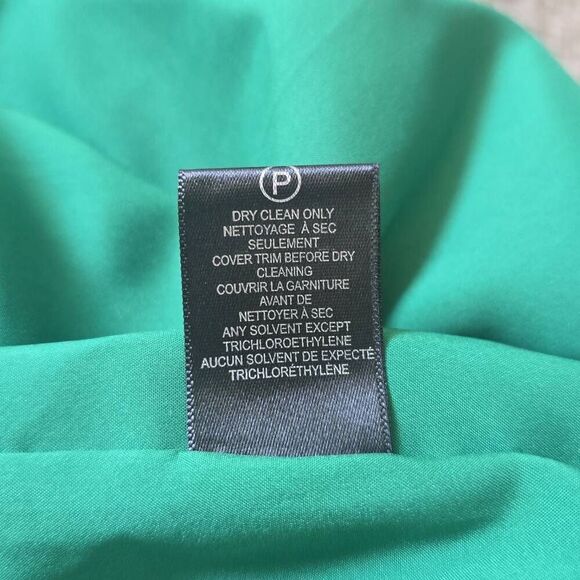 P
DRY CLEAN ONLY
NETTOYAGE À SEC
SEULEMENT
COVER TRIM BEFORE DRY
CLEANING
COUVRIR LA GARNITURE
AVANT DE
NETTOYER À SEC
ANY SOLVENT EXCEPT
TRICHLOROETHYLENE
AUCUN SOLVENT DE EXPECTÉ
TRICHLORÉTHYLÈNE